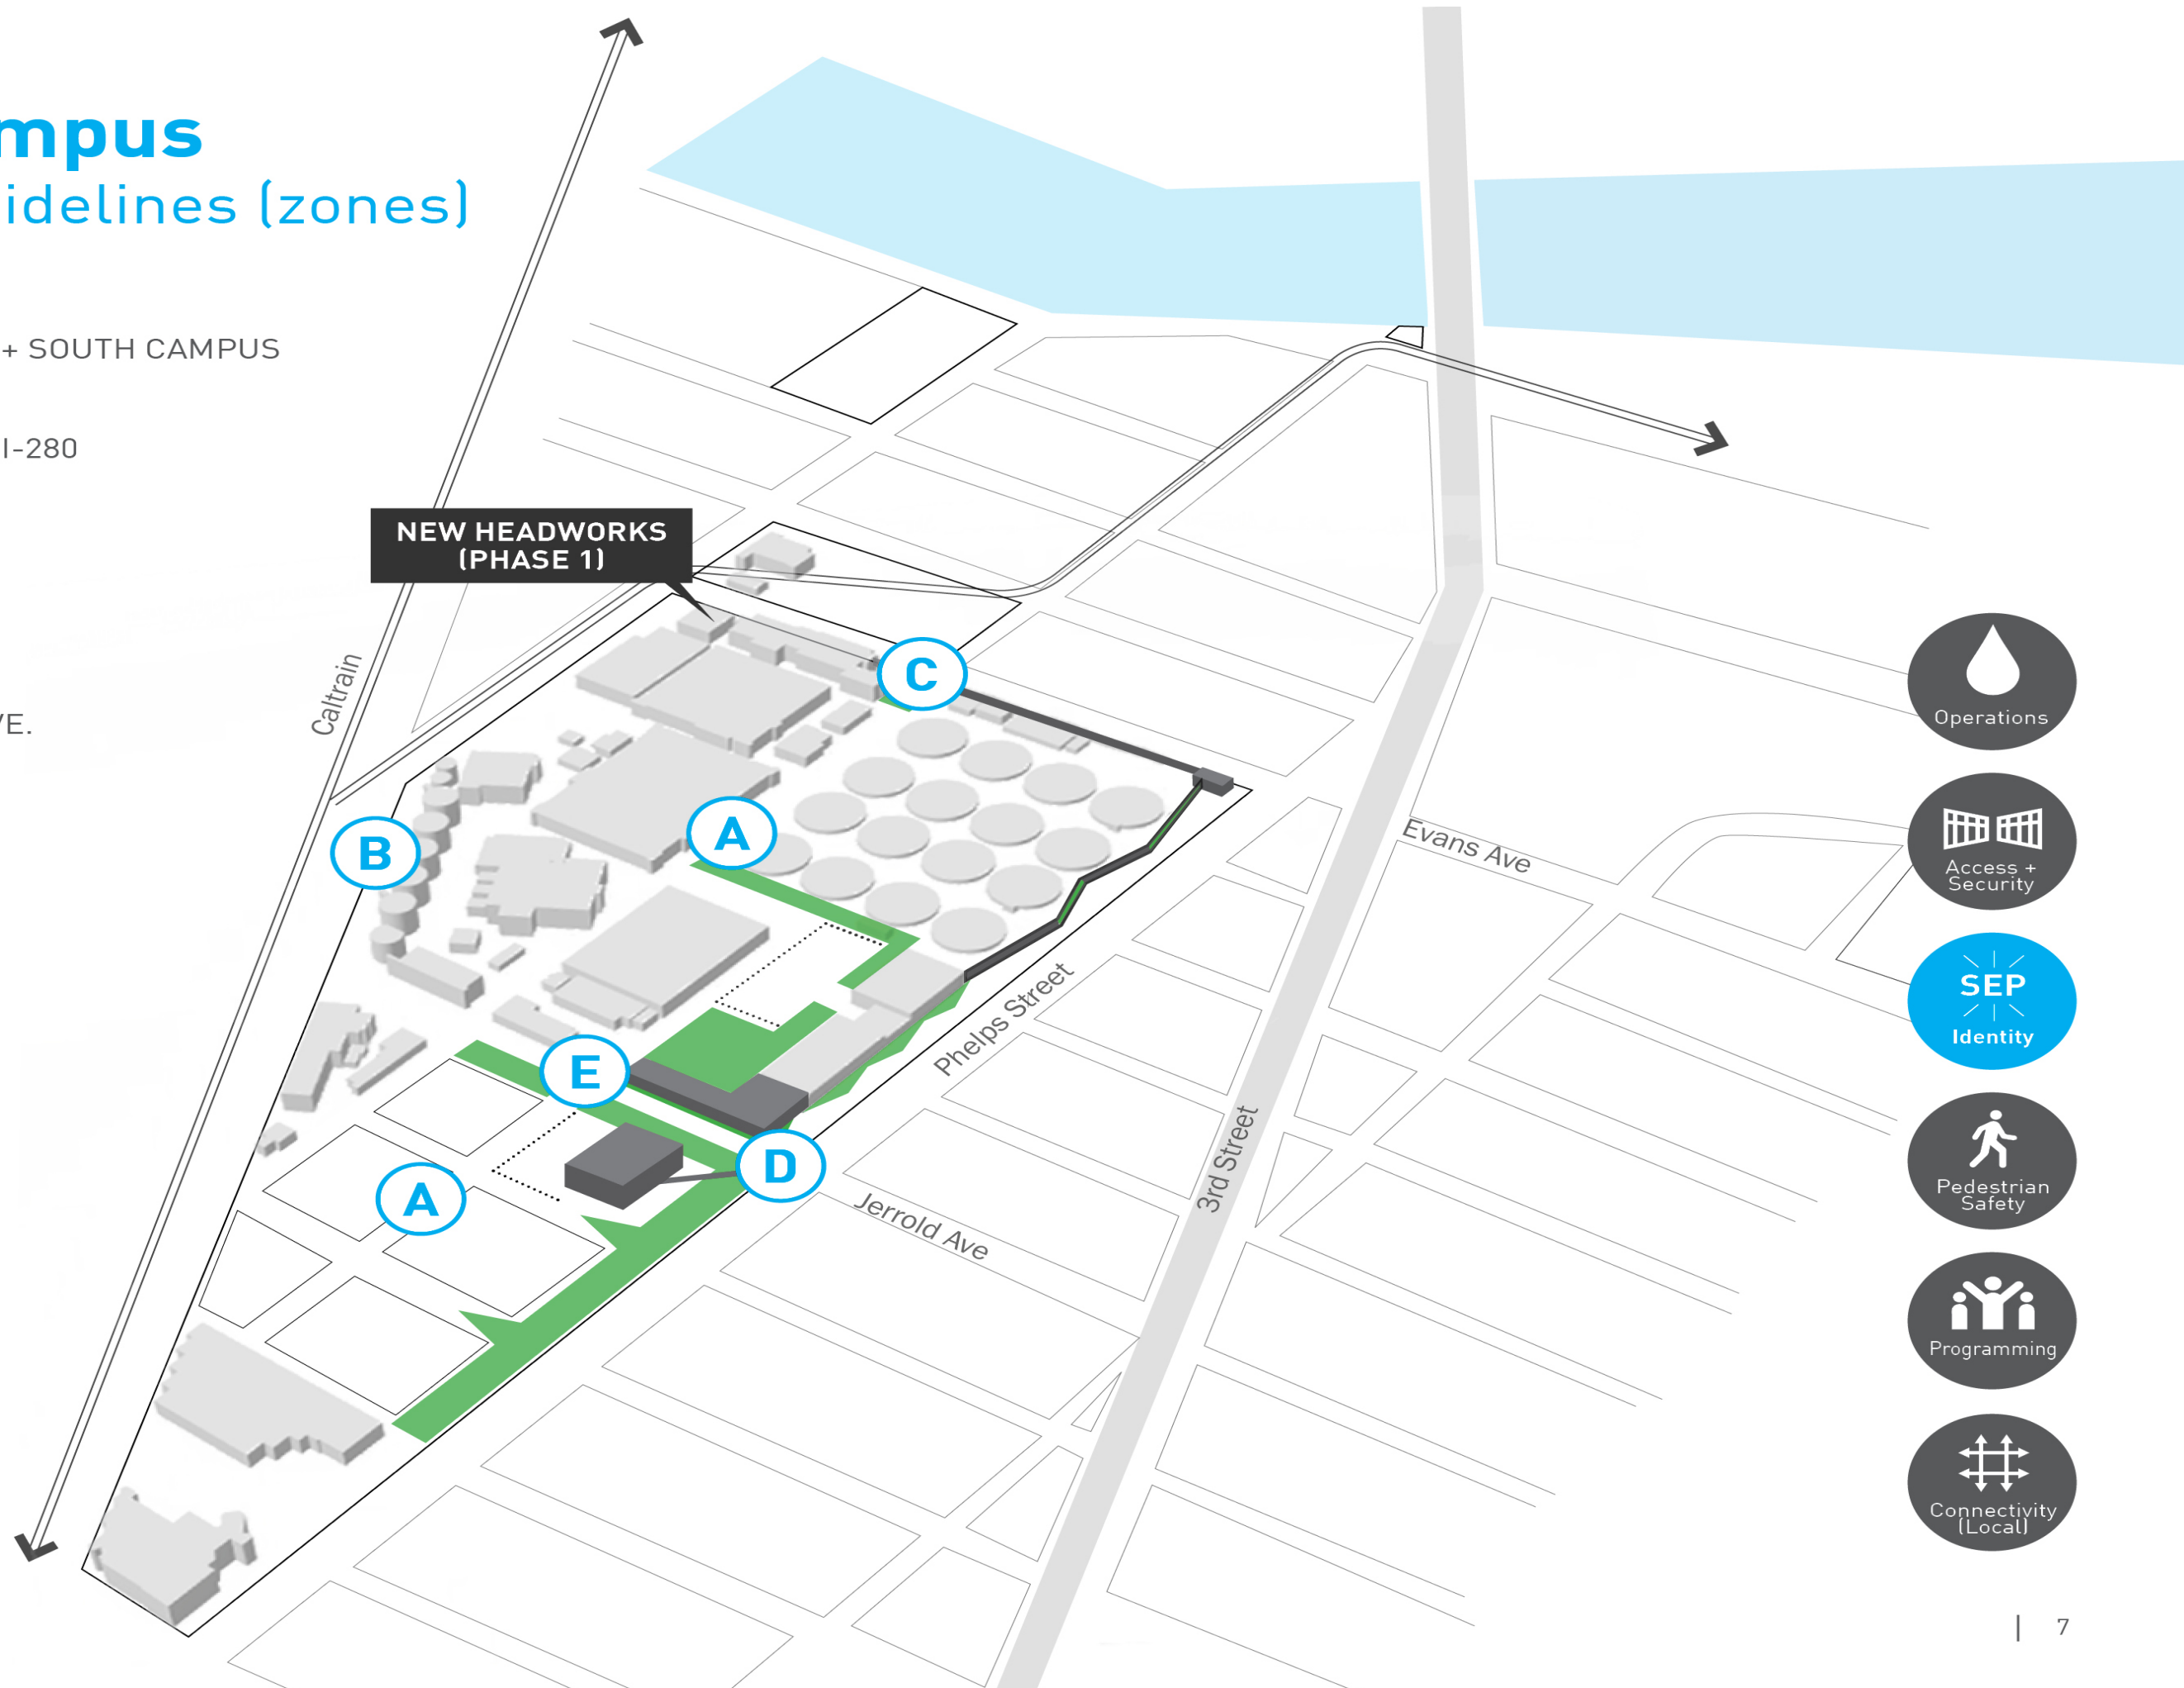 mpus
idelines (zones)
+ SOUTH CAMPUS
I-280
NEW HEADWORKS
(PHASE 1)
VE.
Caltrain
C
A
B
E
D
A
Evans Ave
Phelps Street
3rd Street
Jerrold Ave
Operations
Access +
Security
SEP
Identity
Pedestrian
Safety
Programming
Connectivity
(Local)
| 7